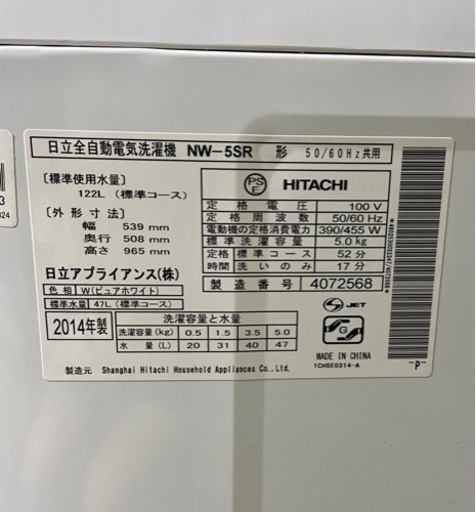 日立全自動電気洗濯機 NW-5SR 形 50/60Hz共用
〔標準使用水量〕
122L (標準コース)
〔外形寸法〕
幅 539 mm
奥行 508 mm
高さ 965 mm
日立アプライアンス(株)
色相 W(ピュアホワイト)
標準水量 47L(標準コース)
PS
E
HITACHI
定格電圧 100 V
定格周波数 50/60 Hz
電動機の定格消費電力 390/455 W
標準洗濯容量 5.0kg
定格 標準コース 52分
時間 洗いのみ 17分
製造番号 4072568
2014年製
洗濯容量と水量
洗濯容量(kg) 0.5 1.5 3.5 5.0
水量(L) 20 31 40 47
S JET
G
1CHSE0314-A
-P-
製造元 Shanghai Hitachi Household Appliances Co.,Ltd.
3
324